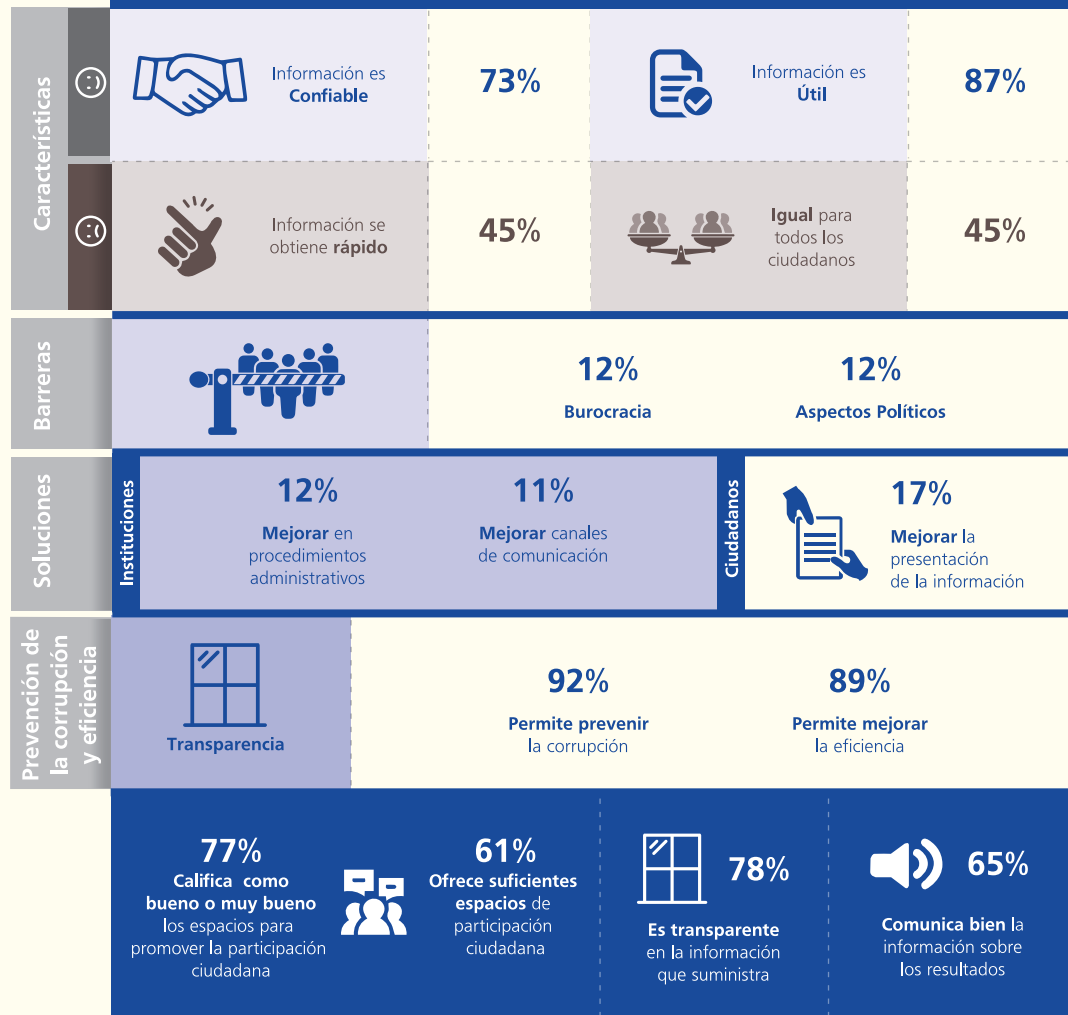 Características
Información es
Confiable
73%
Información es
Útil
87%
Información se
obtiene rápido
45%
Igual para
todos los
ciudadanos
45%
Barreras
12%
Burocracia
12%
Aspectos Políticos
Soluciones
Instituciones
12%
Mejorar en
procedimientos
administrativos
11%
Mejorar canales
de comunicación
Ciudadanos
17%
Mejorar la
presentación
de la información
Prevención de
la corrupción
y eficiencia
Transparencia
92%
Permite prevenir
la corrupción
89%
Permite mejorar
la eficiencia
77%
Califica como
bueno o muy bueno
los espacios para
promover la participación
ciudadana
61%
Ofrece suficientes
espacios de
participación
ciudadana
78%
Es transparente
en la información
que suministra
65%
Comunica bien la
información sobre
los resultados